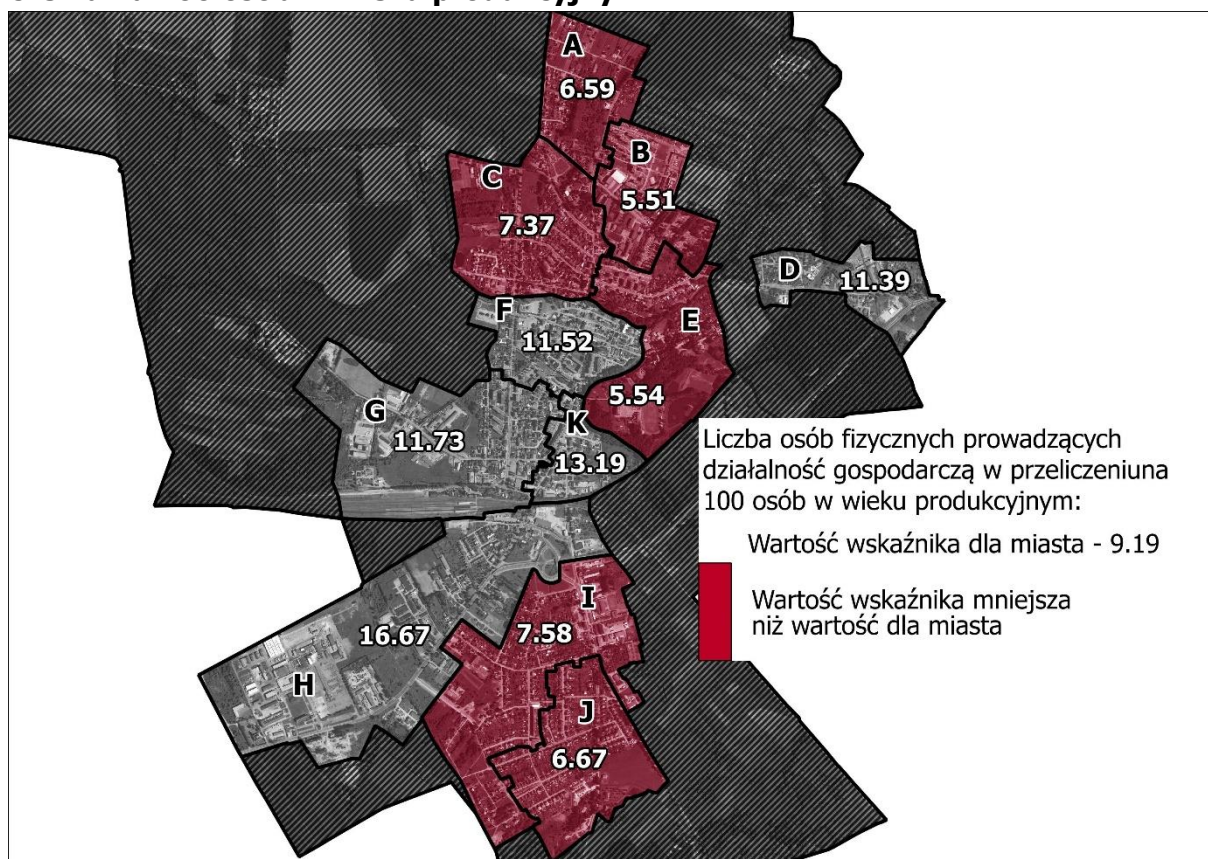 A
6.59
B
5.51
C
7.37
D
11.39
E
5.54
F
11.52
G
11.73
K
13.19
Liczba osób fizycznych prowadzących
działalność gospodarczą w przeliczeniuna
100 osób w wieku produkcyjnym:
Wartość wskaźnika dla miasta - 9.19
Wartość wskaźnika mniejsza
niż wartość dla miasta
I
7.58
16.67
H
J
6.67